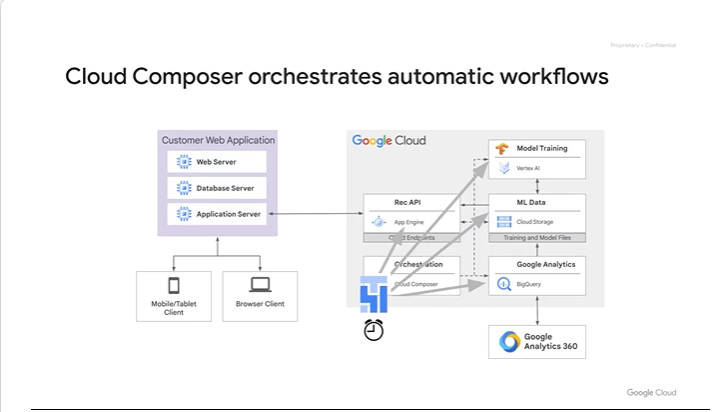 Proprietary + Confidential
Cloud Composer orchestrates automatic workflows
Customer Web Application
Web Server
Database Server
Application Server
Mobile/Tablet
Client
Browser Client
Google Cloud
Model Training
Vertex AI
Rec API
App Engine
Cloud Endpoints
ML Data
Cloud Storage
Training and Model Files
Orchestration
Cloud Composer
Google Analytics
BigQuery
Google
Analytics 360
Google Cloud